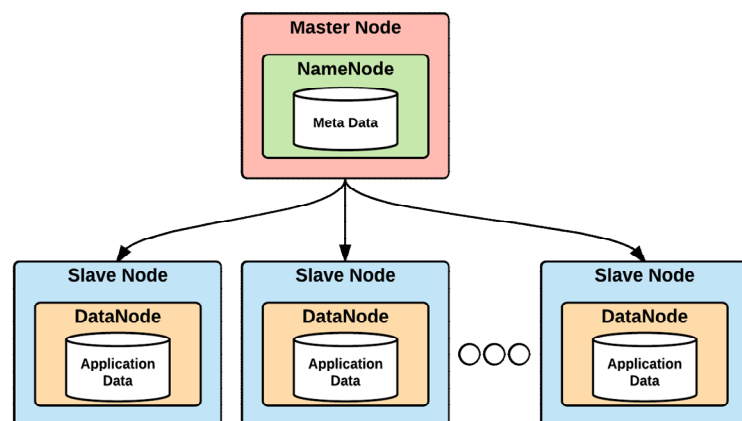 Master Node
NameNode
Meta Data
Slave Node
DataNode
Application
Data
Slave Node
DataNode
Application
Data
Slave Node
DataNode
Application
Data